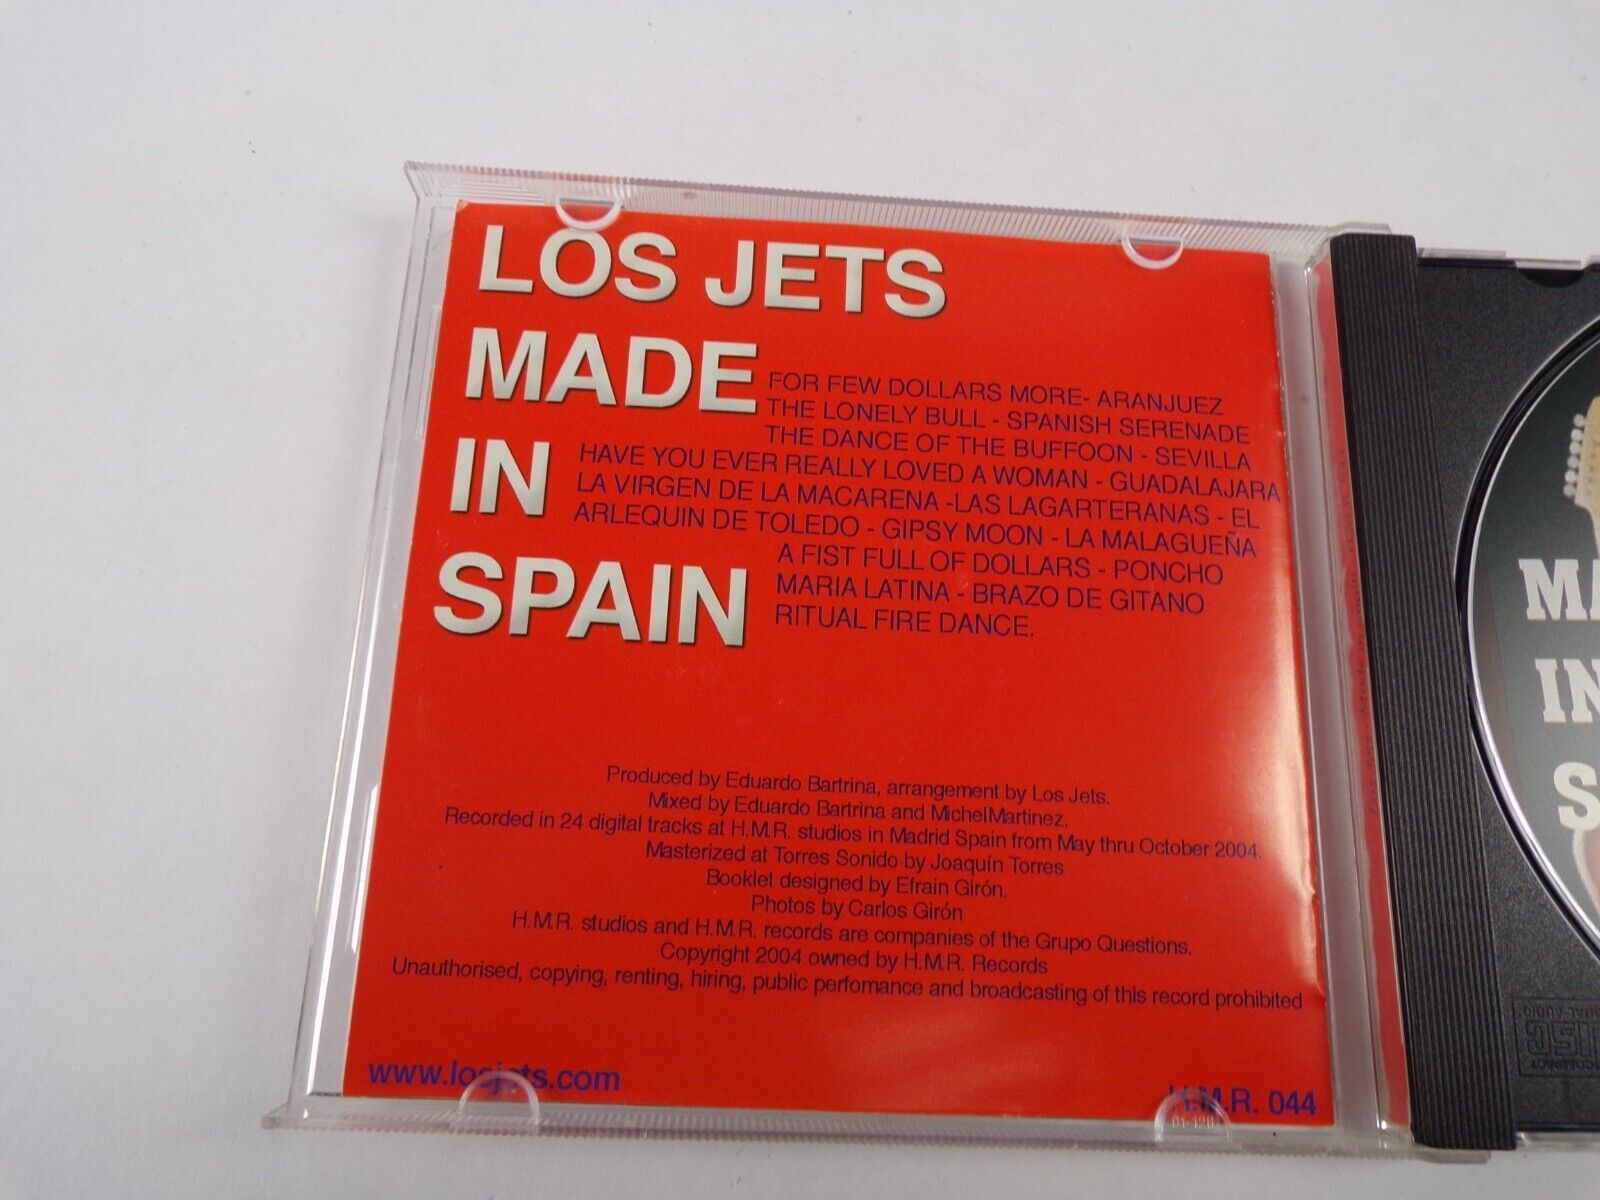 LOS JETS
MADE
IN
SPAIN
FOR FEW DOLLARS MORE- ARANJUEZ
THE LONELY BULL - SPANISH SERENADE
THE DANCE OF THE BUFFOON - SEVILLA
HAVE YOU EVER REALLY LOVED A WOMAN - GUADALAJARA
LA VIRGEN DE LA MACARENA -LAS LAGARTERANAS - EL
ARLEQUIN DE TOLEDO - GIPSY MOON - LA MALAGUEÑA
A FIST FULL OF DOLLARS - PONCHO
MARIA LATINA - BRAZO DE GITANO
RITUAL FIRE DANCE.
Produced by Eduardo Bartrina, arrangement by Los Jets.
Mixed by Eduardo Bartrina and MichelMartinez.
Recorded in 24 digital tracks at H.M.R. studios in Madrid Spain from May thru October 2004.
Masterized at Torres Sonido by Joaquín Torres
Booklet designed by Efrain Girón.
Photos by Carlos Girón
H.M.R. studios and H.M.R. records are companies of the Grupo Questions.
Copyright 2004 owned by H.M.R. Records
Unauthorised, copying, renting, hiring, public perfomance and broadcasting of this record prohibited
www.losjets.com
H.M.R. 044
MA
IN
S